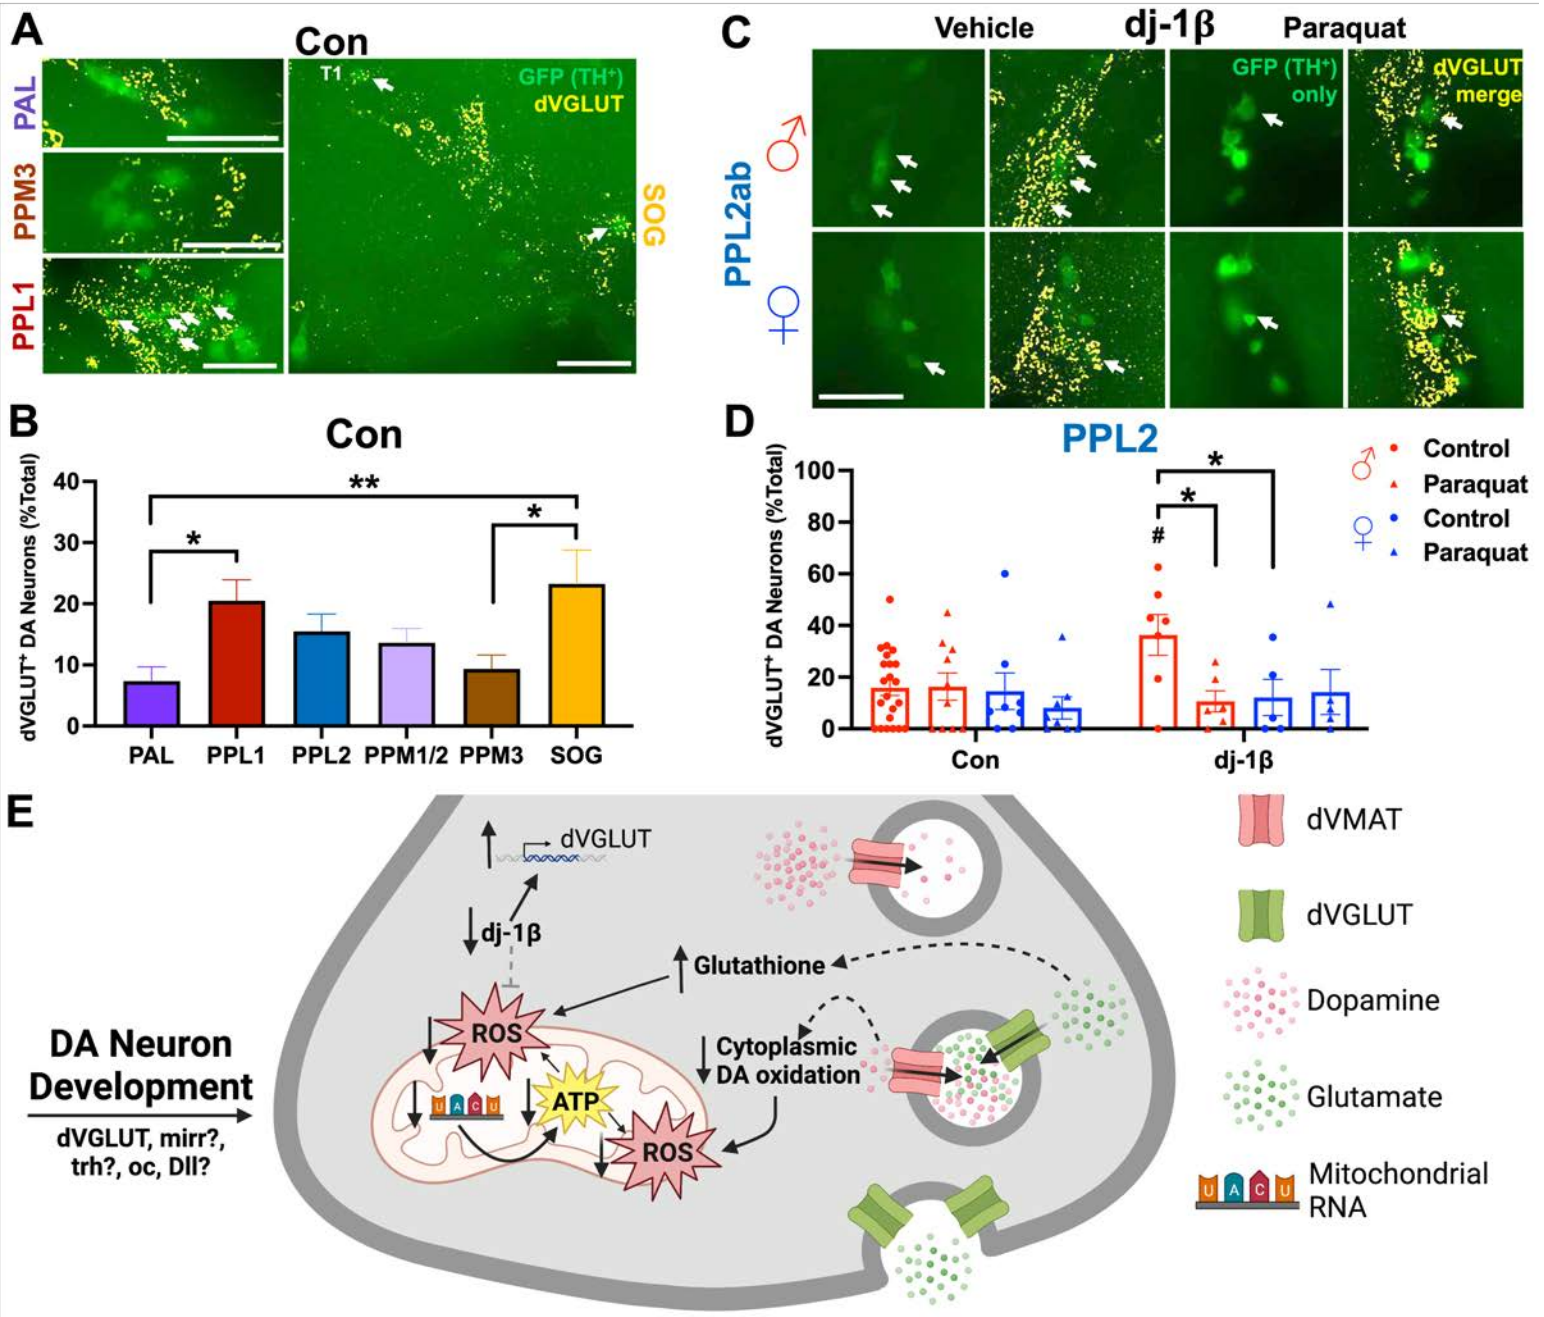 A
Con
PAL
PPM3
PPL1
T1
GFP (TH⁺)
dVGLUT
SOG
C
Vehicle
dj-1β
Paraquat
PPL2ab
♂
♀
GFP (TH⁺)
only
dVGLUT
merge
B
Con
dVGLUT⁺ DA Neurons (%Total)
40
30
20
10
0
*
**
*
PAL
PPL1
PPL2
PPM1/2
PPM3
SOG
D
PPL2
dVGLUT⁺ DA Neurons (%Total)
100
80
60
40
20
0
#
*
*
Con
dj-1β
♂
Control
Paraquat
♀
Control
Paraquat
E
DA Neuron
Development
dVGLUT, mirr?,
trh?, oc, Dll?
dVGLUT
dj-1β
Glutathione
ROS
Cytoplasmic
DA oxidation
U A C U
ATP
ROS
dVMAT
dVGLUT
Dopamine
Glutamate
U A C U
Mitochondrial
RNA